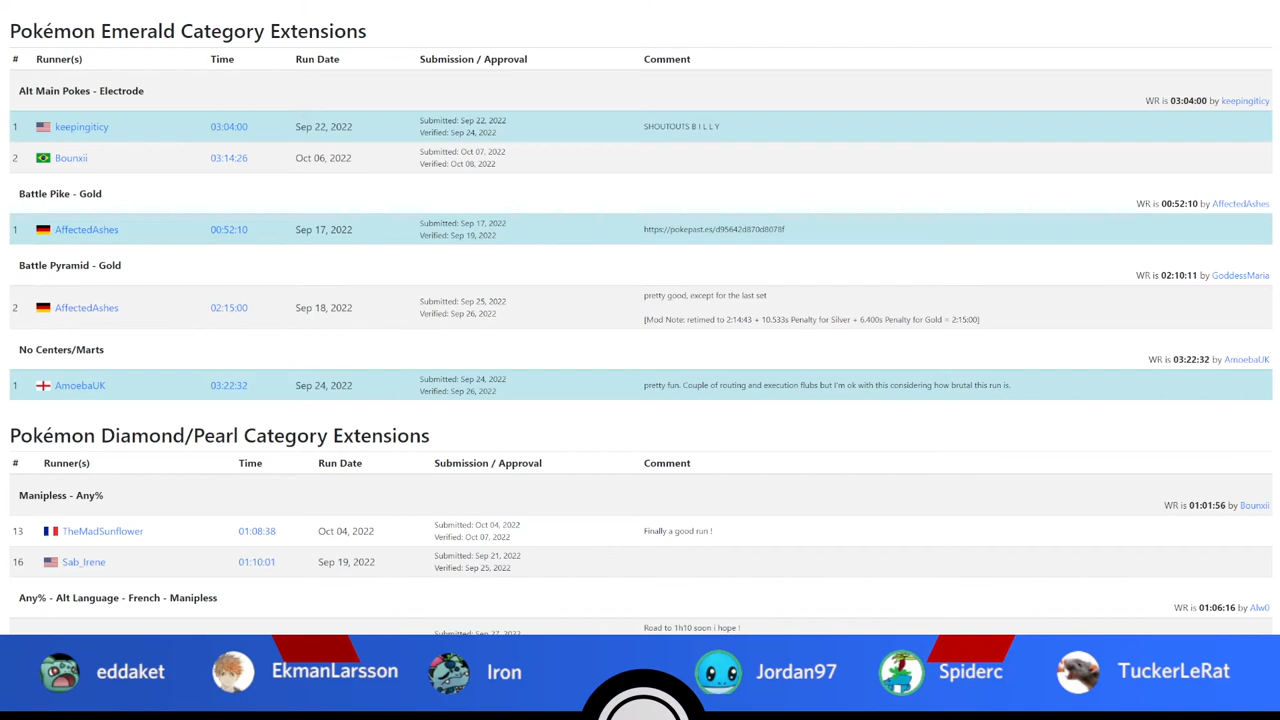 Pokémon Emerald Category Extensions
# Runner(s) Time Run Date Submission / Approval Comment
Alt Main Pokes - Electrode
WR is 03:04:00 by keepingiticy
1 keepingiticy 03:04:00 Sep 22, 2022 Submitted: Sep 22, 2022 SHOUTOUTS B I L L Y
Verified: Sep 24, 2022
2 Bounxii 03:14:26 Oct 06, 2022 Submitted: Oct 07, 2022
Verified: Oct 08, 2022
Battle Pike - Gold
WR is 00:52:10 by AffectedAshes
1 AffectedAshes 00:52:10 Sep 17, 2022 Submitted: Sep 17, 2022 https://pokepast.es/d95642d870d8078f
Verified: Sep 19, 2022
Battle Pyramid - Gold
WR is 02:10:11 by GoddessMaria
2 AffectedAshes 02:15:00 Sep 18, 2022 Submitted: Sep 25, 2022 pretty good, except for the last set
Verified: Sep 26, 2022 [Mod Note: retimed to 2:14:43 + 10.533s Penalty for Silver + 6.400s Penalty for Gold = 2:15:00]
No Centers/Marts
WR is 03:22:32 by AmoebaUK
1 AmoebaUK 03:22:32 Sep 24, 2022 Submitted: Sep 24, 2022 pretty fun. Couple of routing and execution flubs but I'm ok with this considering how brutal this run is.
Verified: Sep 26, 2022
Pokémon Diamond/Pearl Category Extensions
# Runner(s) Time Run Date Submission / Approval Comment
Manipless - Any%
WR is 01:01:56 by Bounxii
13 TheMadSunflower 01:08:38 Oct 04, 2022 Submitted: Oct 04, 2022 Finally a good run !
Verified: Oct 07, 2022
16 Sab_Irene 01:10:01 Sep 19, 2022 Submitted: Sep 21, 2022
Verified: Sep 25, 2022
Any% - Alt Language - French - Manipless
WR is 01:06:16 by Alw0
Submitted: Sep 27, 2022 Road to 1h10 soon i hope !
eddaket EkmanLarsson Iron Jordan97 Spiderc TuckerLeRat